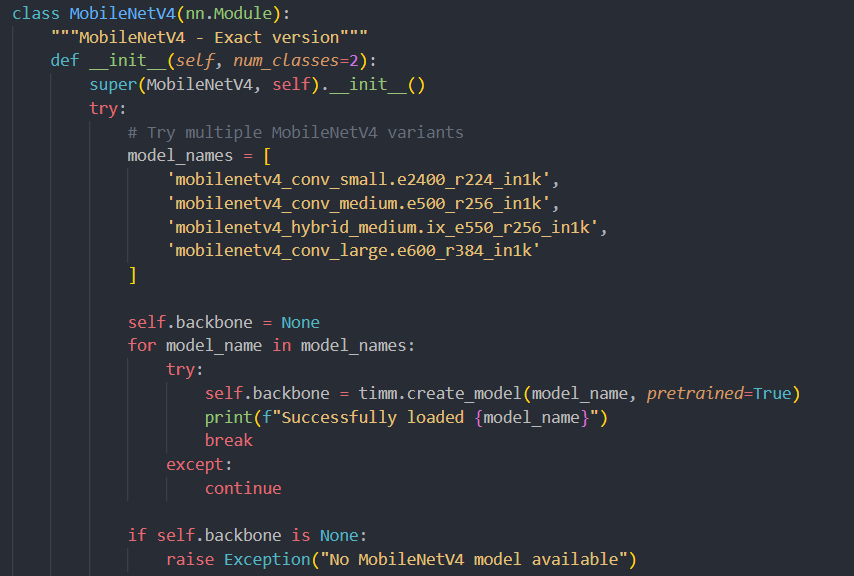 class MobileNetV4(nn.Module):
    """MobileNetV4 - Exact version"""
    def __init__(self, num_classes=2):
        super(MobileNetV4, self).__init__()
        try:
            # Try multiple MobileNetV4 variants
            model_names = [
                'mobilenetv4_conv_small.e2400_r224_in1k',
                'mobilenetv4_conv_medium.e500_r256_in1k',
                'mobilenetv4_hybrid_medium.ix_e550_r256_in1k',
                'mobilenetv4_conv_large.e600_r384_in1k'
            ]

            self.backbone = None
            for model_name in model_names:
                try:
                    self.backbone = timm.create_model(model_name, pretrained=True)
                    print(f"Successfully loaded {model_name}")
                    break
                except:
                    continue

            if self.backbone is None:
                raise Exception("No MobileNetV4 model available")